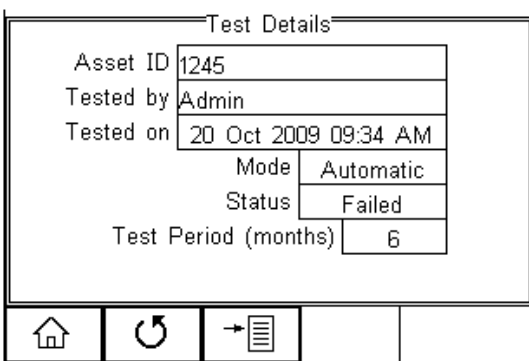 Test Details
Asset ID 1245
Tested by Admin
Tested on 20 Oct 2009 09:34 AM
Mode Automatic
Status Failed
Test Period (months) 6